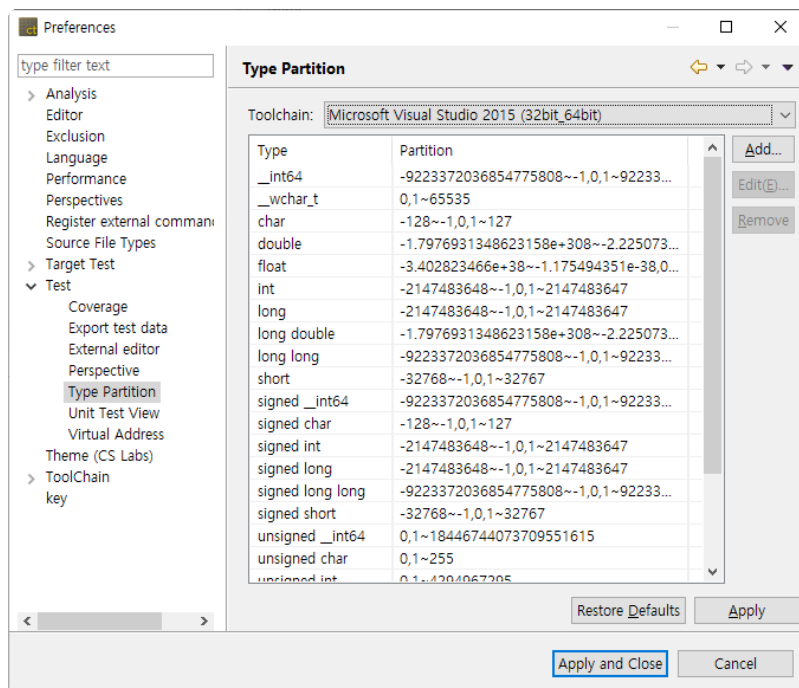 ct Preferences
type filter text
Analysis
Editor
Exclusion
Language
Performance
Perspectives
Register external comman
Source File Types
Target Test
Test
Coverage
Export test data
External editor
Perspective
Type Partition
Unit Test View
Virtual Address
Theme (CS Labs)
ToolChain
key
Type Partition
Toolchain: Microsoft Visual Studio 2015 (32bit_64bit)
Type Partition
__int64 -9223372036854775808~-1,0,1~92233...
__wchar_t 0,1~65535
char -128~-1,0,1~127
double -1.7976931348623158e+308~-2.225073...
float -3.402823466e+38~-1.175494351e-38,0...
int -2147483648~-1,0,1~2147483647
long -2147483648~-1,0,1~2147483647
long double -1.7976931348623158e+308~-2.225073...
long long -9223372036854775808~-1,0,1~92233...
short -32768~-1,0,1~32767
signed __int64 -9223372036854775808~-1,0,1~92233...
signed char -128~-1,0,1~127
signed int -2147483648~-1,0,1~2147483647
signed long -2147483648~-1,0,1~2147483647
signed long long -9223372036854775808~-1,0,1~92233...
signed short -32768~-1,0,1~32767
unsigned __int64 0,1~18446744073709551615
unsigned char 0,1~255
unsigned int 0,1~4294967295
Add...
Edit(E)...
Remove
Restore Defaults Apply
Apply and Close Cancel